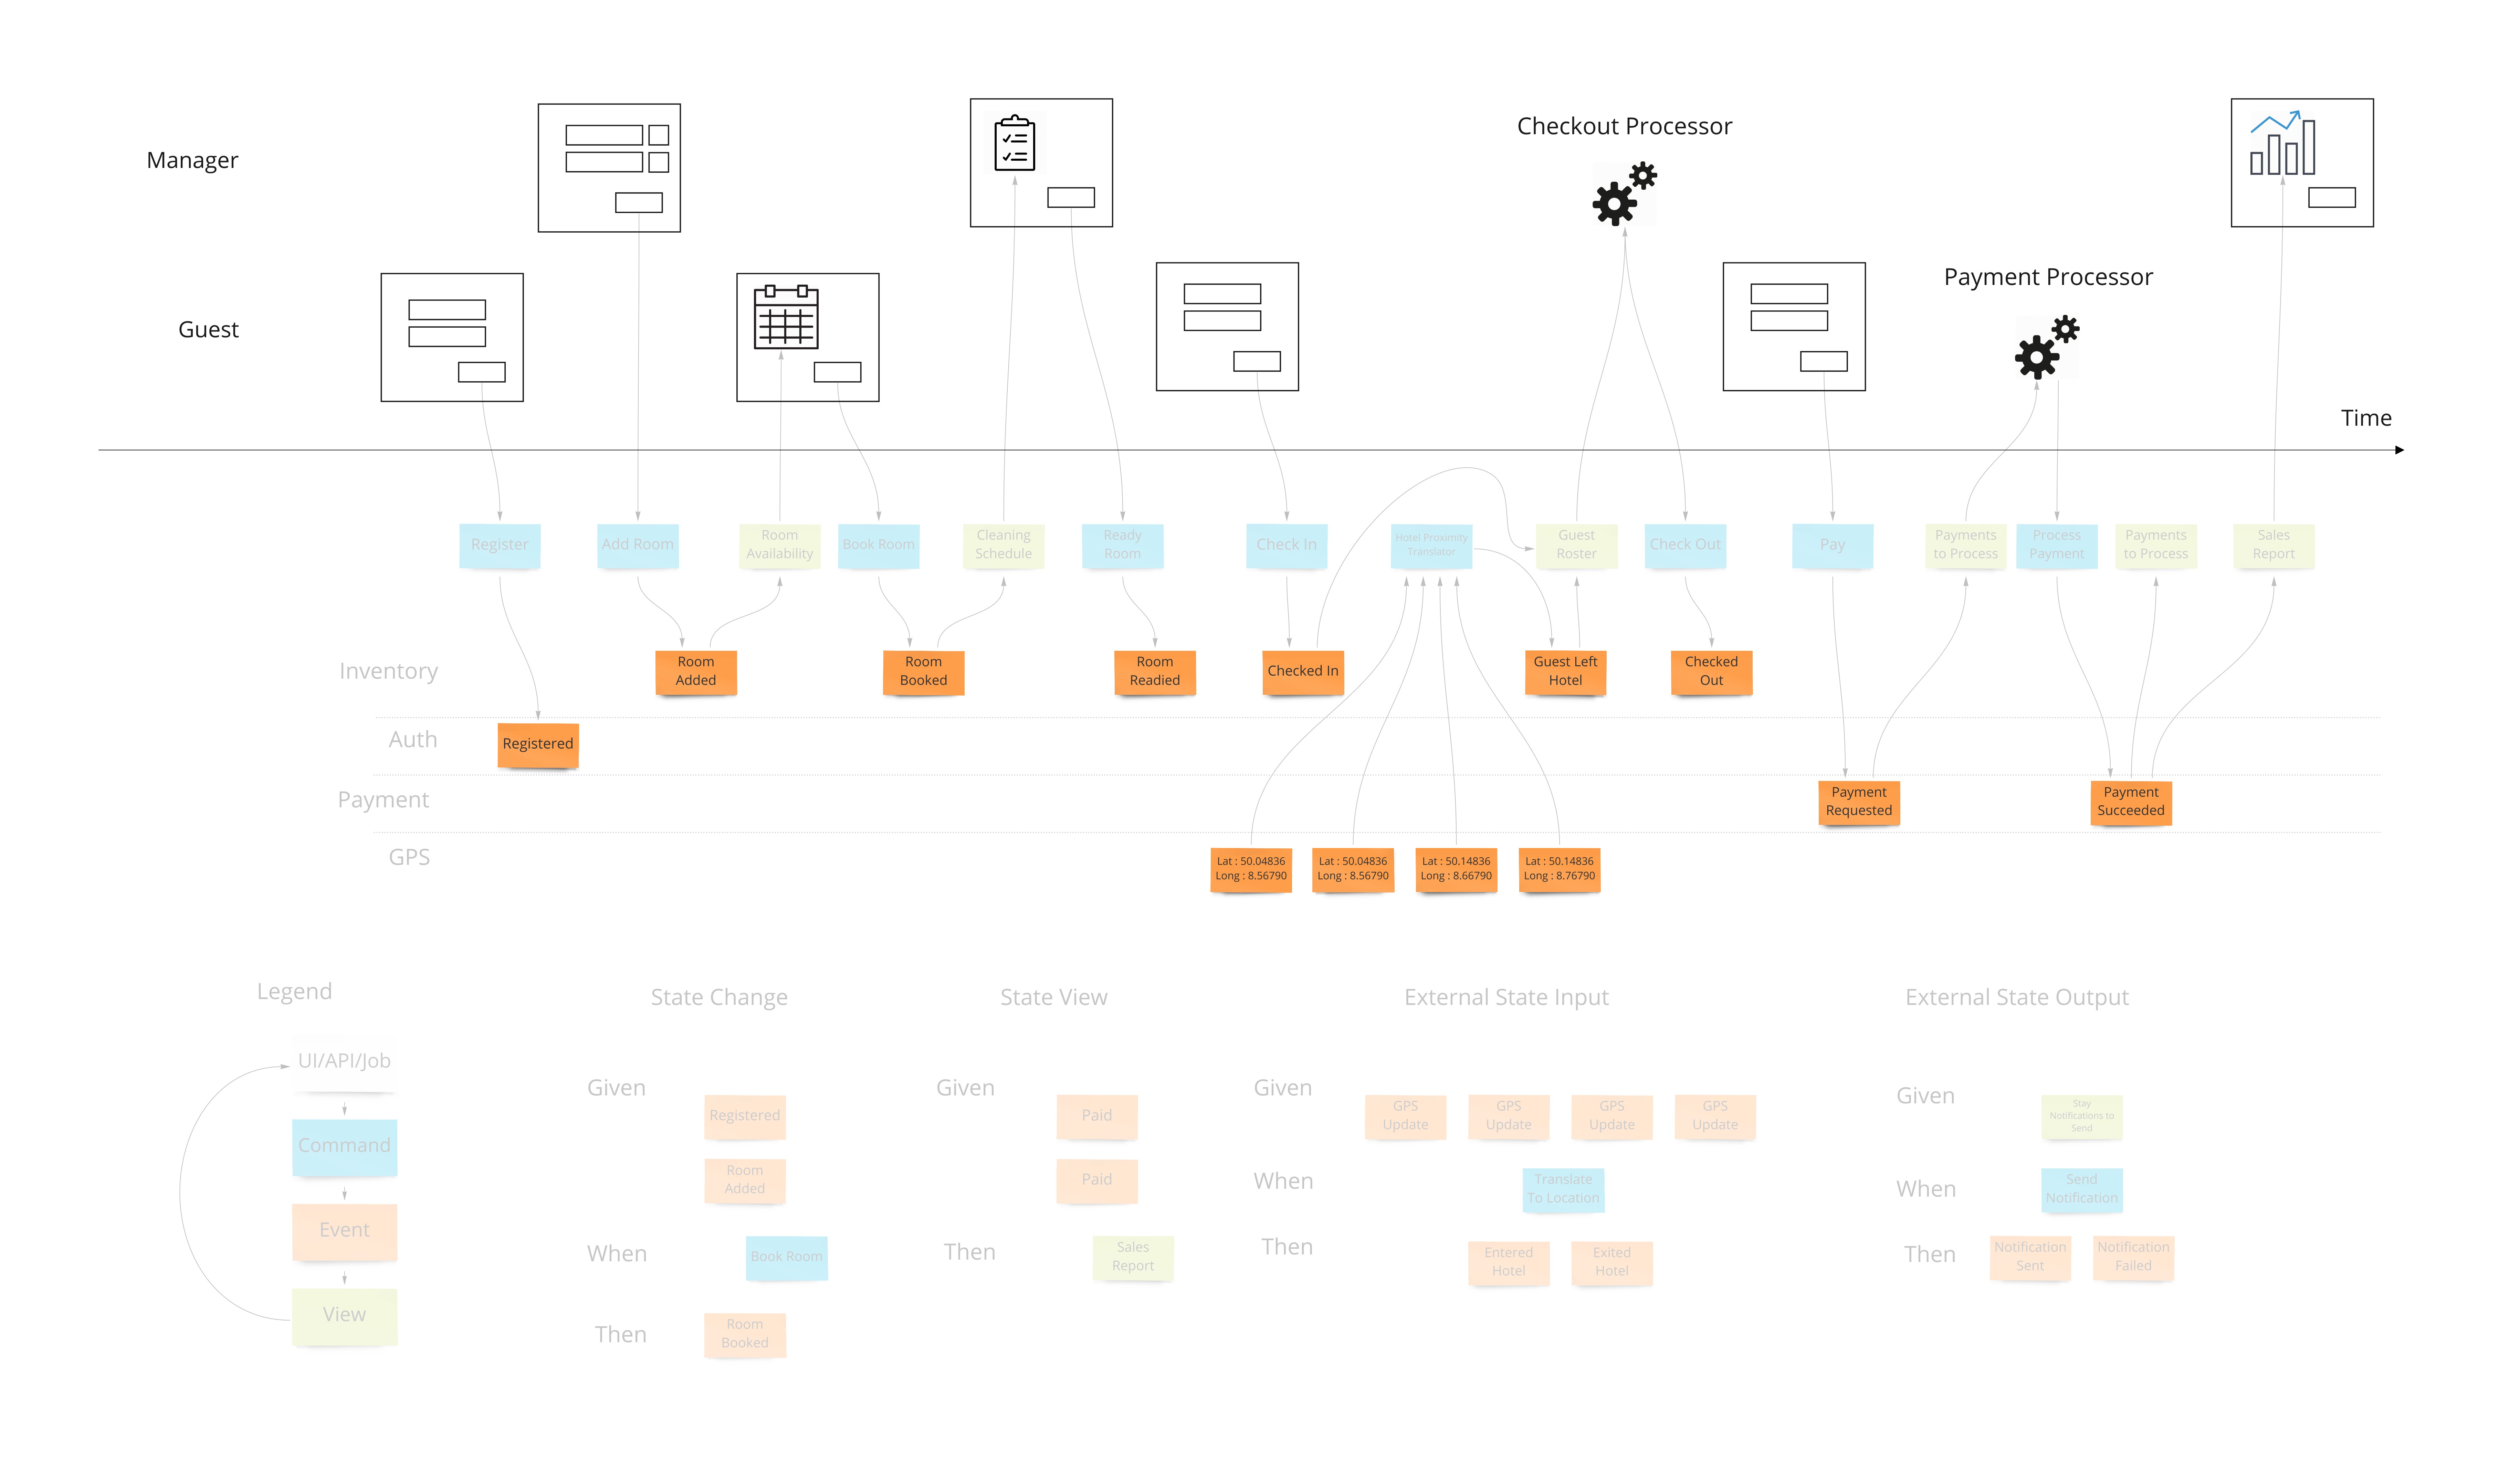 Checkout Processor
Manager
Payment Processor
Guest
Time
Register
Add Room
Room
Availability
Book Room
Cleaning
Schedule
Ready
Room
Check In
Hotel Proximity
Translator
Guest
Roster
Check Out
Pay
Payments
to Process
Process
Payment
Payments
to Process
Sales
Report
Inventory
Room
Added
Room
Booked
Room
Readied
Checked In
Guest Left
Hotel
Checked
Out
Auth
Registered
Payment
Payment
Requested
Payment
Succeeded
GPS
Lat : 50.04836
Long : 8.56790
Lat : 50.04836
Long : 8.56790
Lat : 50.14836
Long : 8.66790
Lat : 50.14836
Long : 8.76790
Legend
UI/API/Job
Command
Event
View
State Change
Given
Registered
Room
Added
When
Book Room
Then
Room
Booked
State View
Given
Paid
Paid
Then
Sales
Report
External State Input
Given
GPS
Update
GPS
Update
GPS
Update
GPS
Update
When
Translate
To Location
Then
Entered
Hotel
Exited
Hotel
External State Output
Given
Stay
Notifications to
Send
When
Send
Notification
Then
Notification
Sent
Notification
Failed